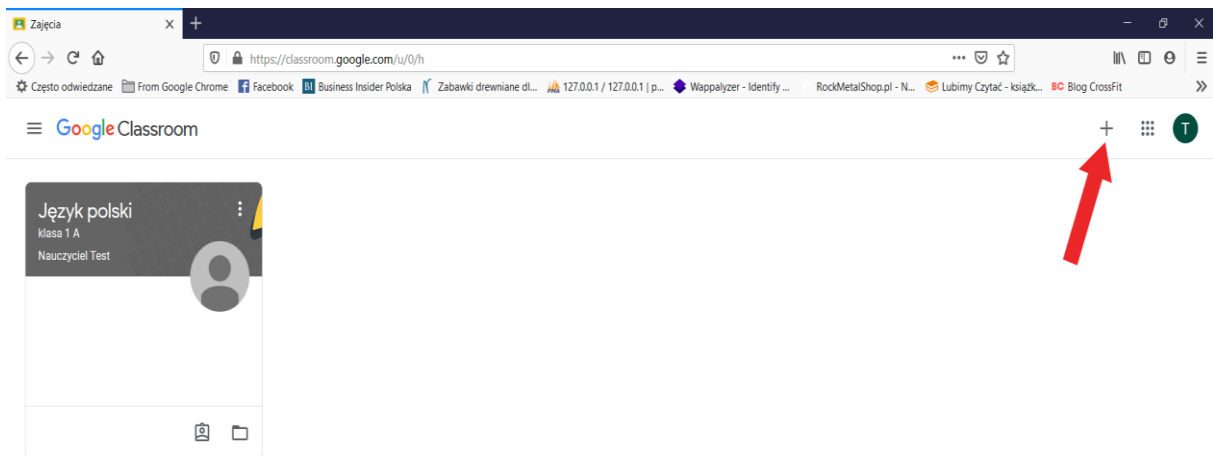 Zajęcia
https://classroom.google.com/u/0/h
Często odwiedzane From Google Chrome Facebook BI Business Insider Polska Zabawki drewniane dl... 127.0.0.1 / 127.0.0.1 | p... Wappalyzer - Identify ... RockMetalShop.pl - N... Lubimy Czytać - książk... BC Blog CrossFit
Google Classroom
T
Język polski
klasa 1 A
Nauczyciel Test